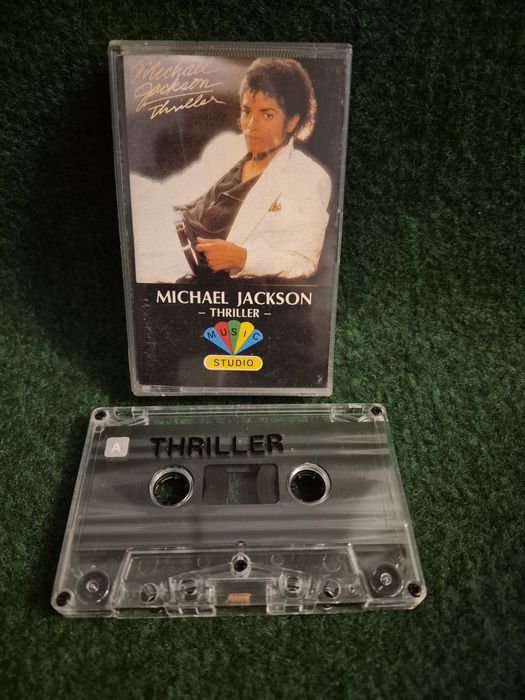 Michael
Jackson
Thriller
MICHAEL JACKSON
- THRILLER -
MUSIC
STUDIO
A THRILLER